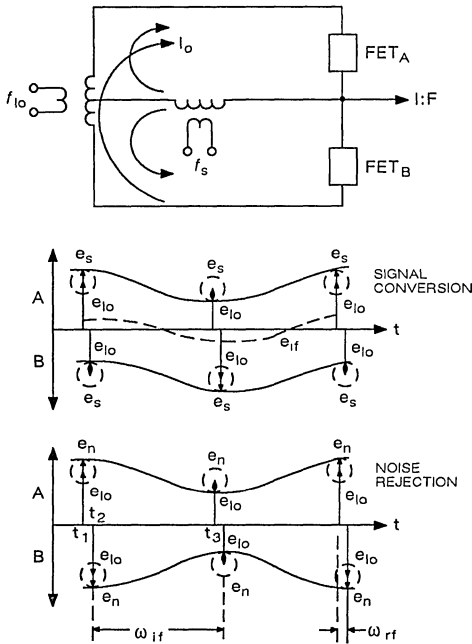 I_o
FET_A
f_lo
I:F
f_s
FET_B
e_s e_s e_s
SIGNAL
CONVERSION
A
e_lo e_lo e_lo
t
B
e_lo e_lo e_if e_lo
e_s e_s e_s
e_n e_n e_n
NOISE
REJECTION
A
e_lo e_lo e_lo
t_2
t_1 t_3 t
B
e_lo e_lo e_lo
e_n e_n e_n
ω_if ω_rf